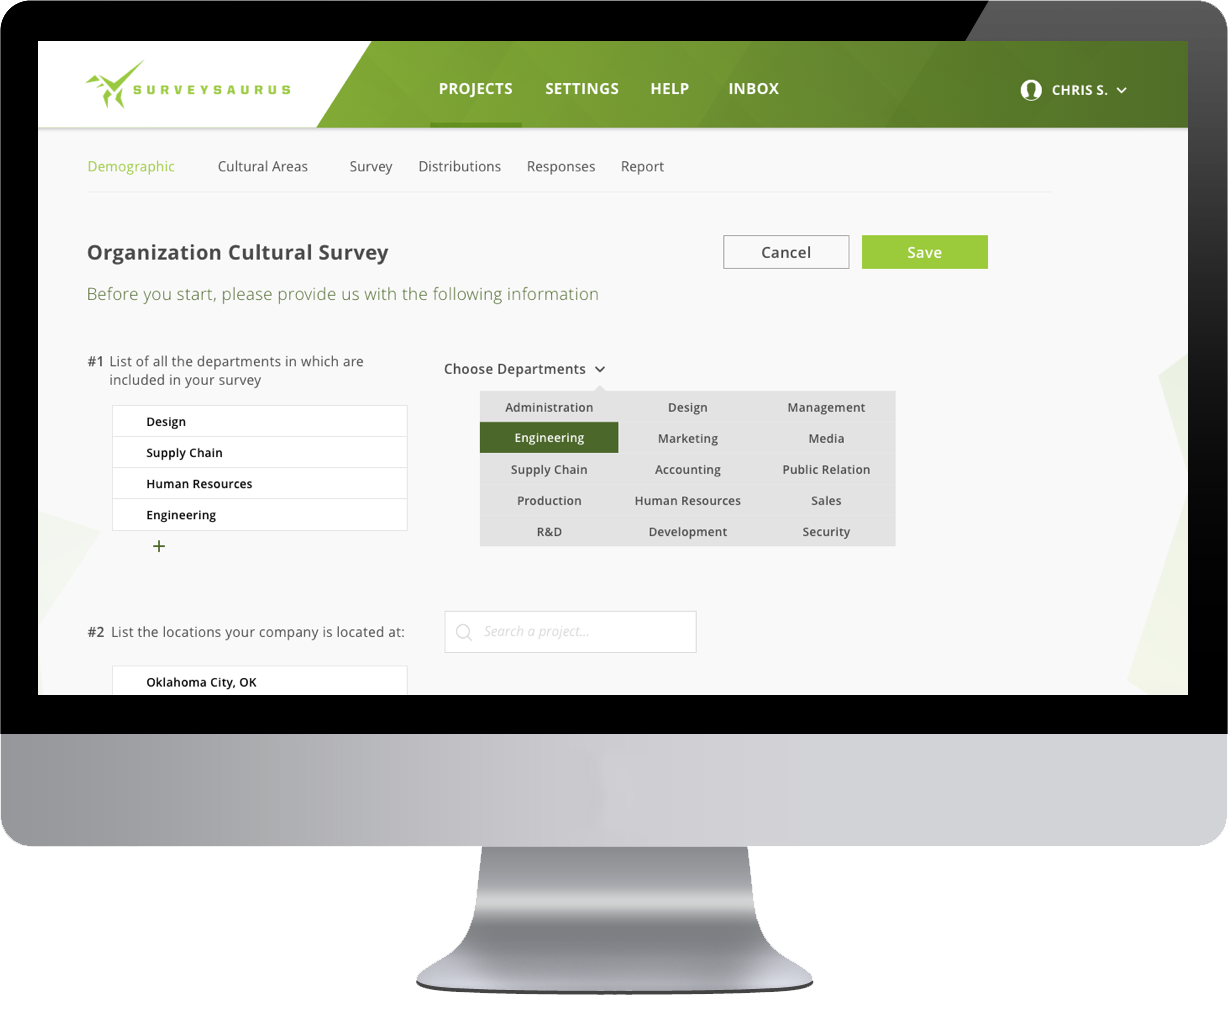 SURVEYSAURUS
PROJECTS SETTINGS HELP INBOX
CHRIS S.
Demographic Cultural Areas Survey Distributions Responses Report
Organization Cultural Survey
Cancel Save
Before you start, please provide us with the following information
#1 List of all the departments in which are
included in your survey
Design
Supply Chain
Human Resources
Engineering
+
Choose Departments
Administration Design Management
Engineering Marketing Media
Supply Chain Accounting Public Relation
Production Human Resources Sales
R&D Development Security
#2 List the locations your company is located at:
Search a project...
Oklahoma City, OK